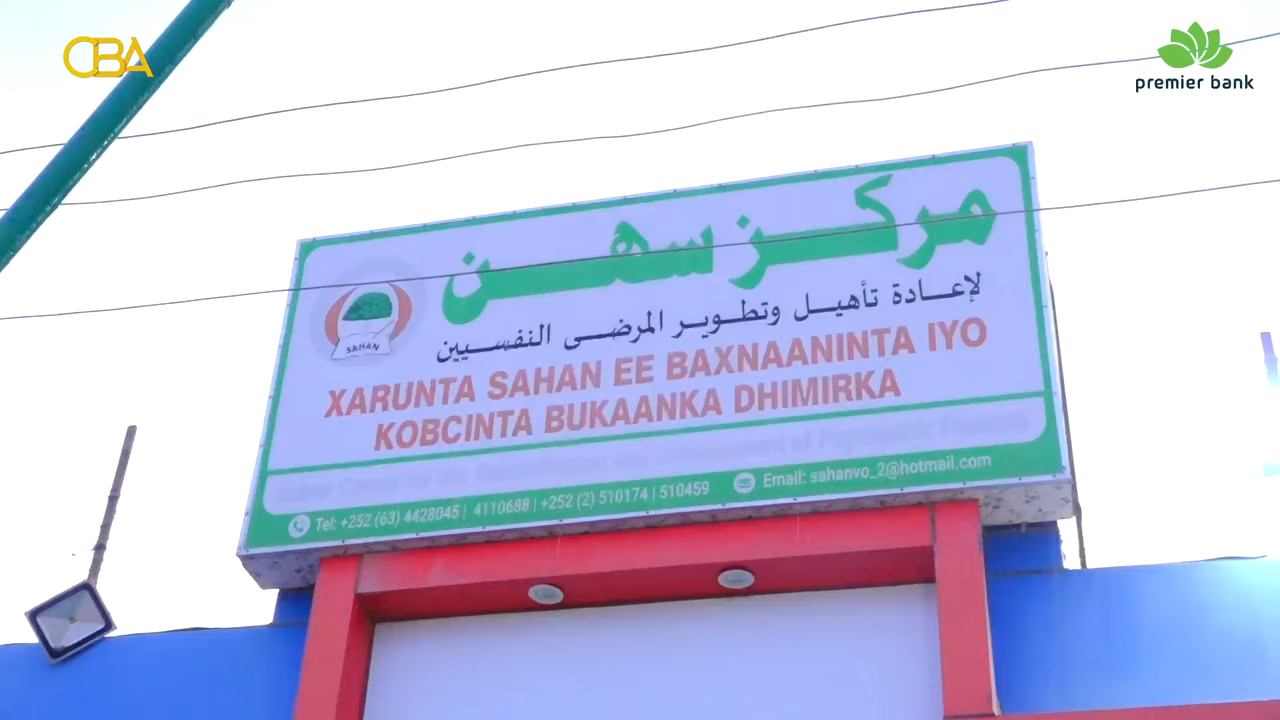 CBA
premier bank
مركز سهن
لإعادة تأهيل وتطوير المرضى النفسيين
SAHAN
XARUNTA SAHAN EE BAXNAANINTA IYO
KOBCINTA BUKAANKA DHIMIRKA
Tel: +252 (63) 4428045 | 4110688 | +252 (2) 510174 | 510459 Email: sahanvo_2@hotmail.com